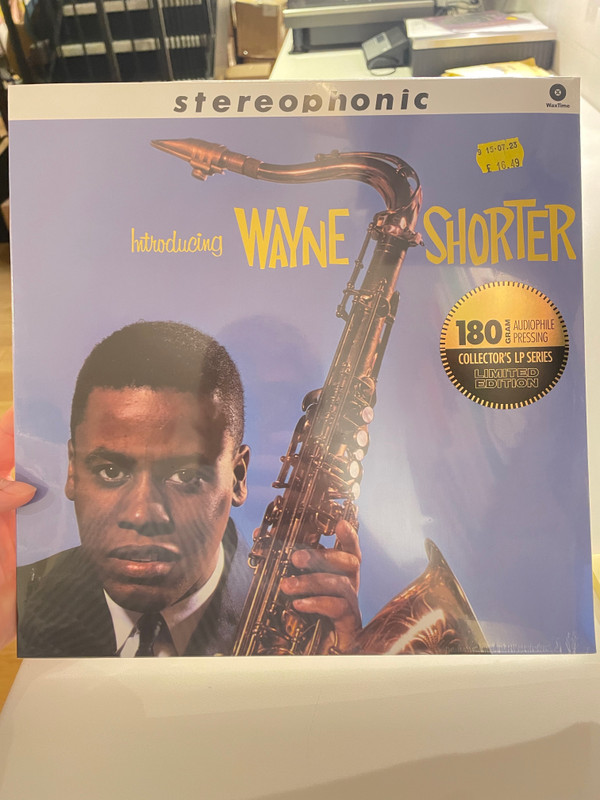 stereophonic
WaxTime
9 15-07.23
£ 16.49
Introducing WAYNE SHORTER
180 GRAM AUDIOPHILE
PRESSING
COLLECTOR'S LP SERIES
LIMITED
EDITION